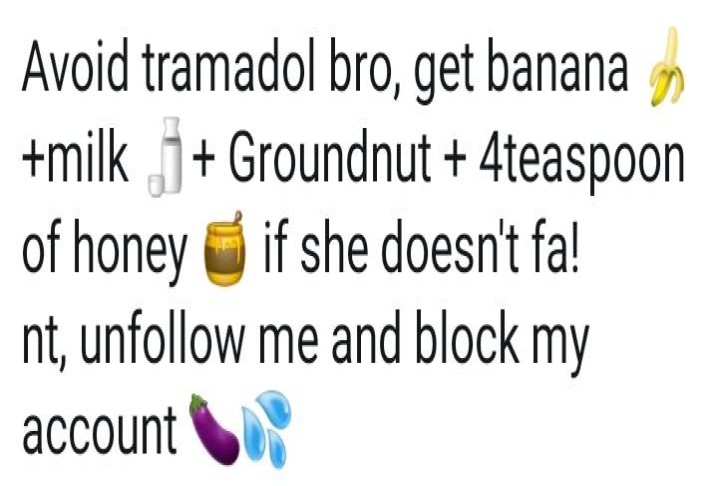 Avoid tramadol bro, get banana 🍌
+milk 🥛+ Groundnut + 4teaspoon
of honey 🍯 if she doesn't fa!
nt, unfollow me and block my
account 🍆💦